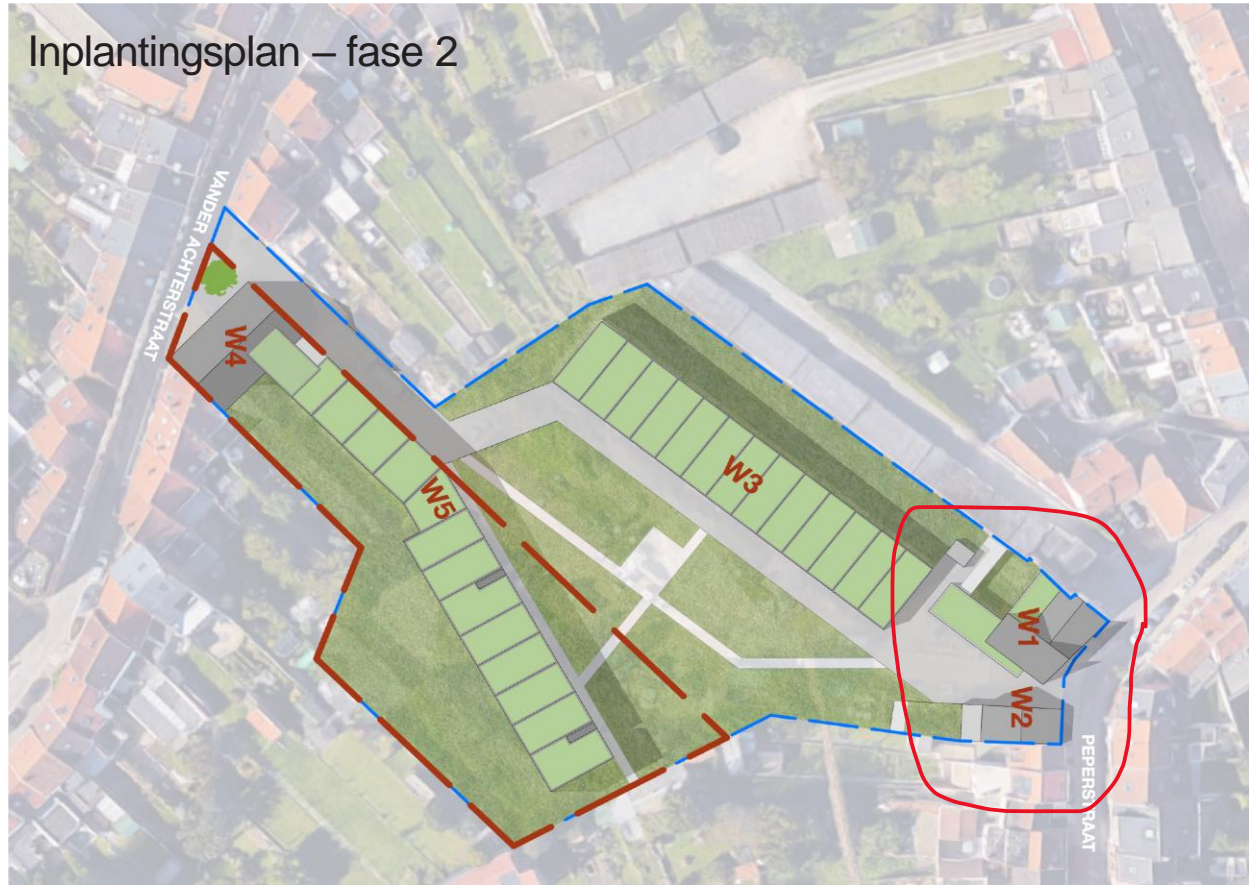 Inplantingsplan – fase 2
VANDER ACHTERSTRAAT
W4
W5
W3
W1
W2
PEPERSTRAAT